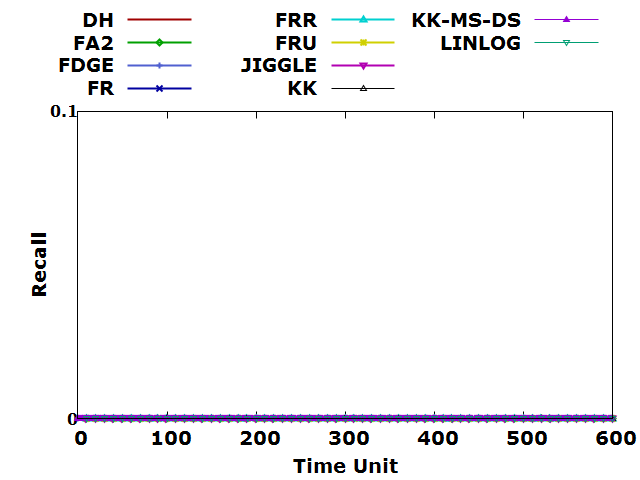 DH FRR KK-MS-DS
FA2 FRU LINLOG
FDGE JIGGLE
FR KK
0.1
Recall
0
0 100 200 300 400 500 600
Time Unit